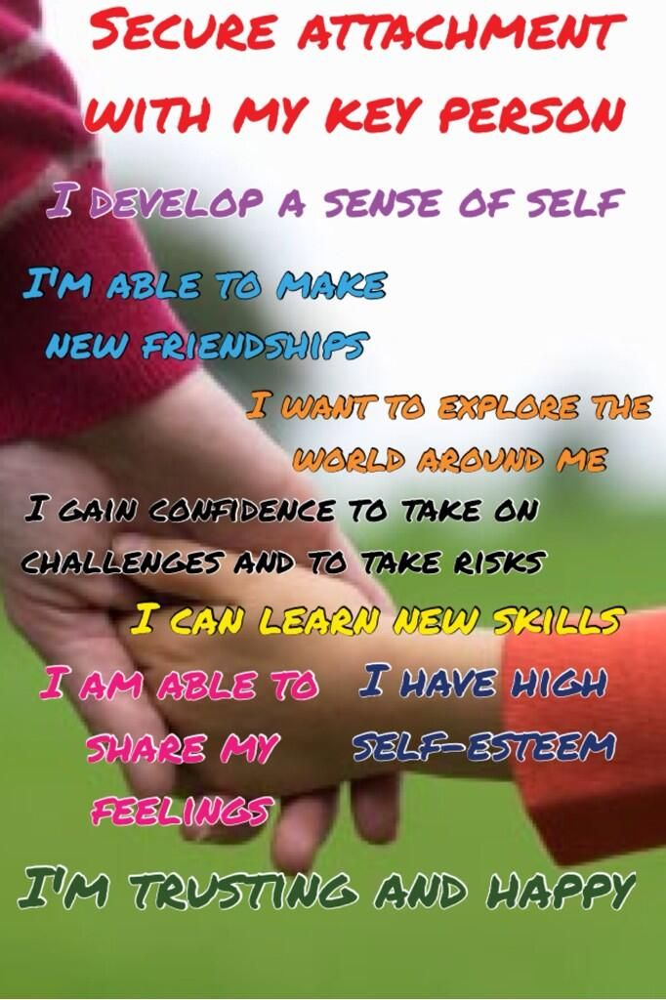 SECURE ATTACHMENT
WITH MY KEY PERSON
I DEVELOP A SENSE OF SELF
I'M ABLE TO MAKE
NEW FRIENDSHIPS
I WANT TO EXPLORE THE
WORLD AROUND ME
I GAIN CONFIDENCE TO TAKE ON
CHALLENGES AND TO TAKE RISKS
I CAN LEARN NEW SKILLS
I AM ABLE TO
SHARE MY
FEELINGS
I HAVE HIGH
SELF-ESTEEM
I'M TRUSTING AND HAPPY